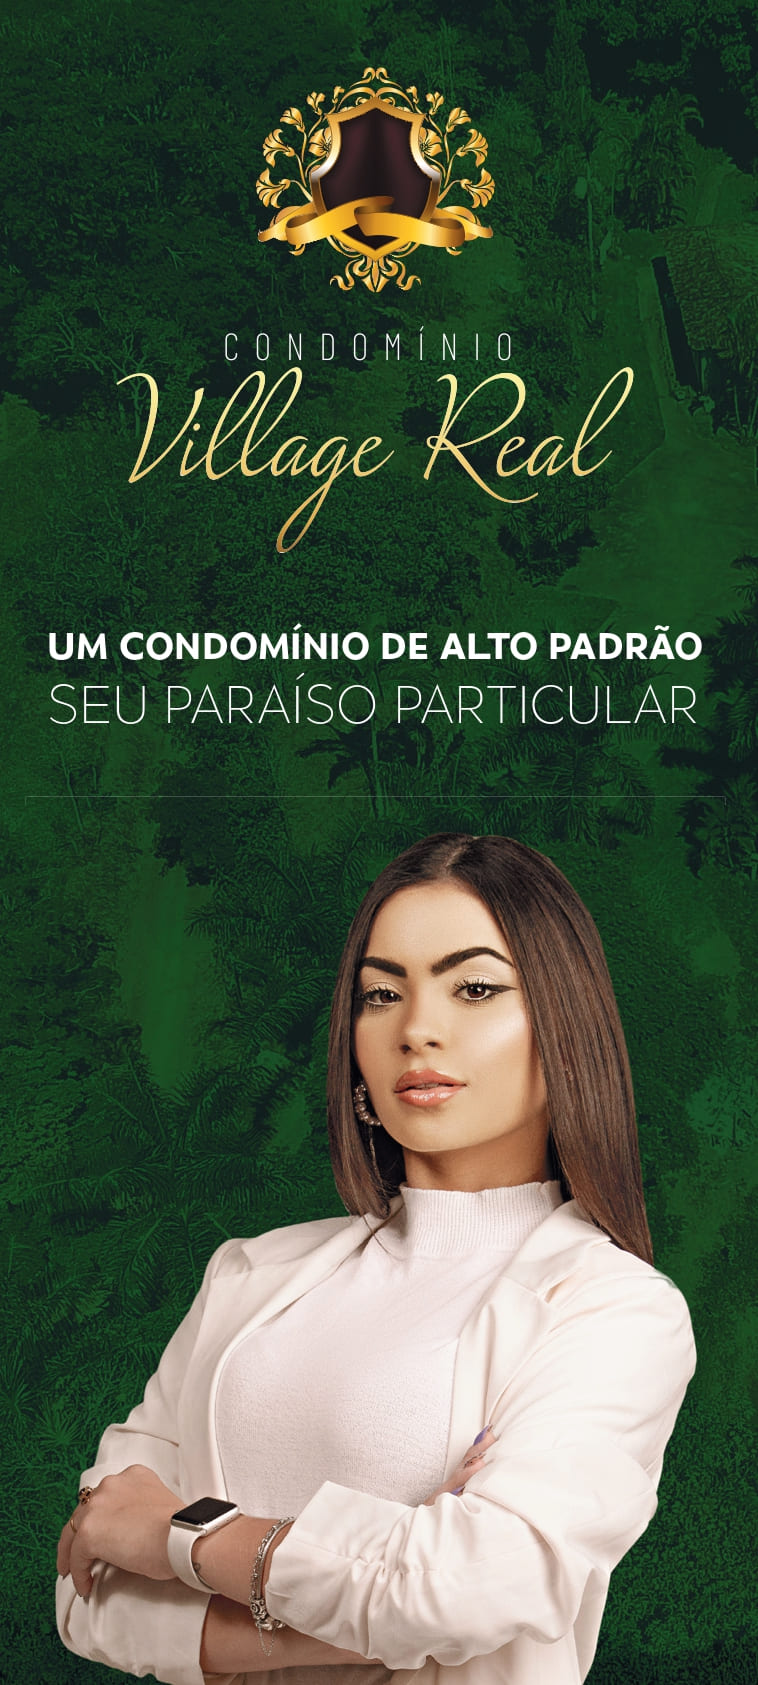 CONDOMÍNIO
Village Real
UM CONDOMÍNIO DE ALTO PADRÃO
SEU PARAÍSO PARTICULAR